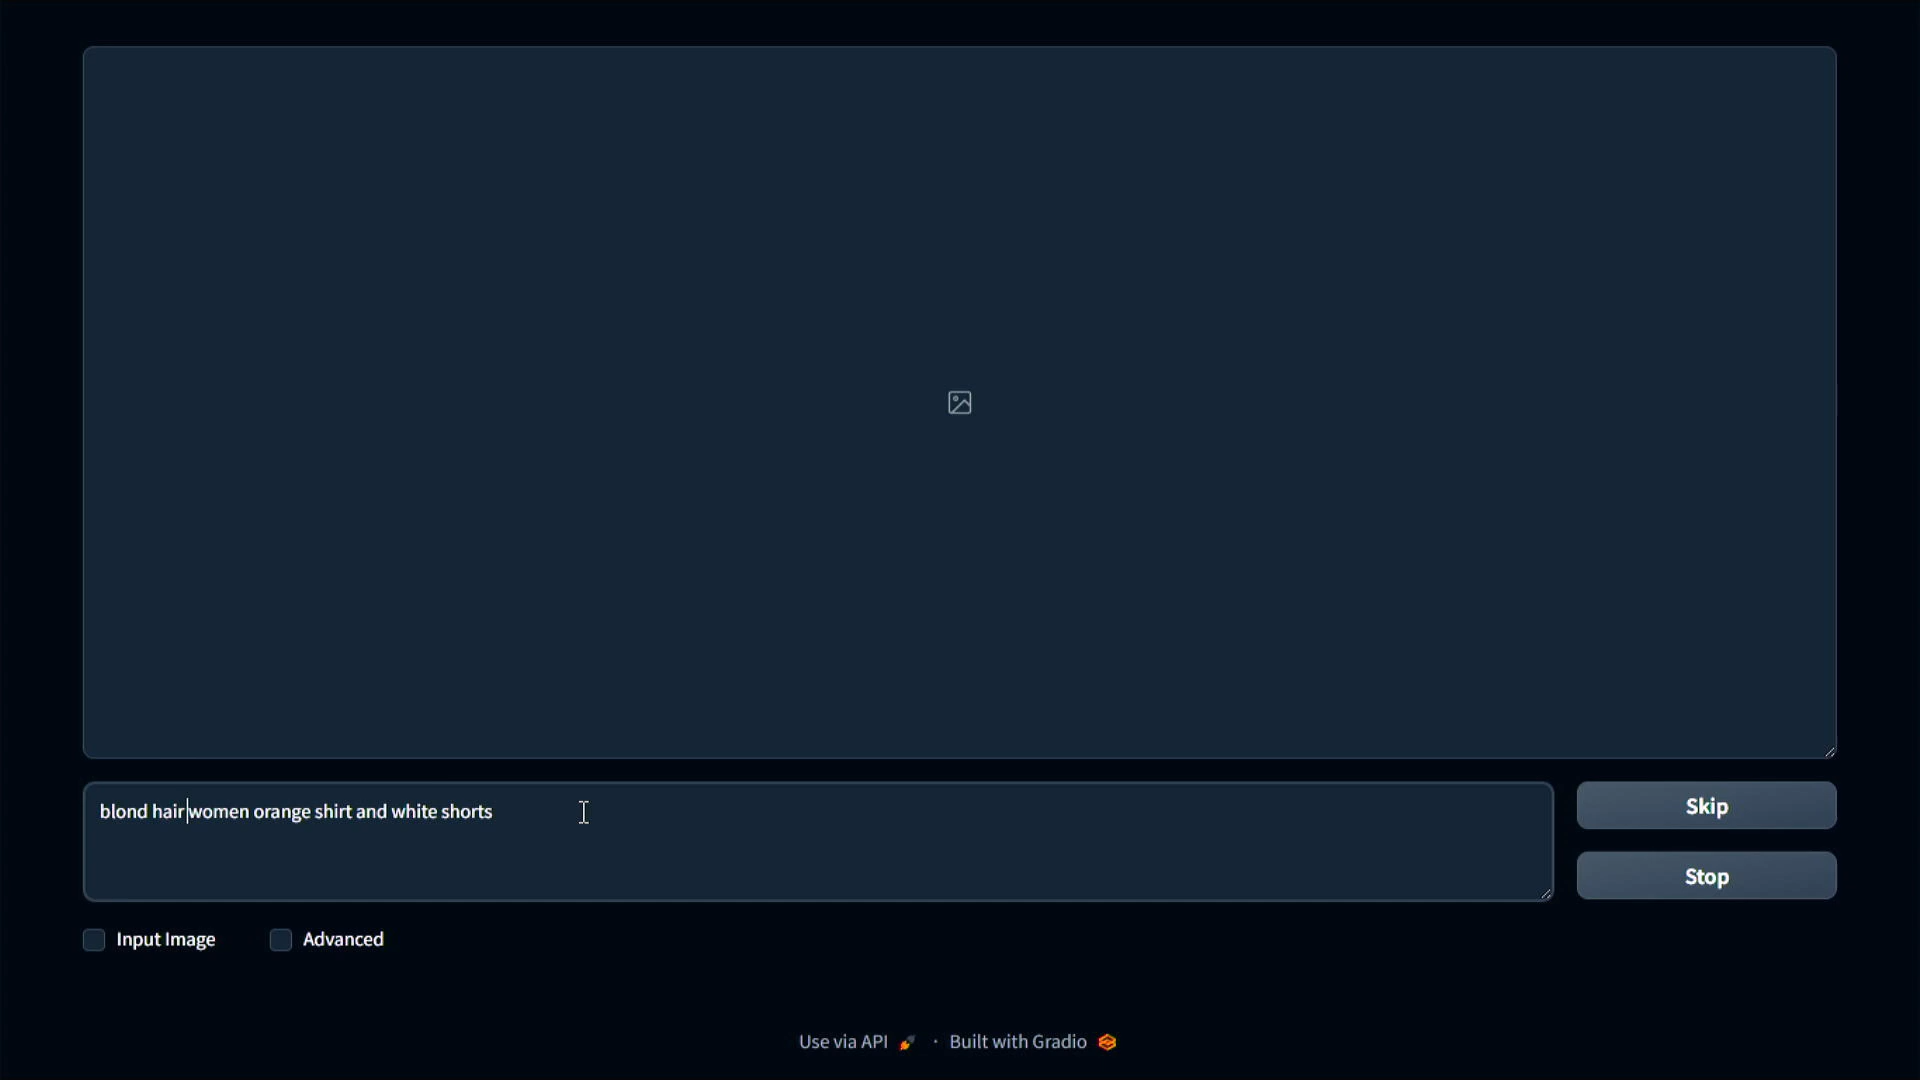 blond hair women orange shirt and white shorts
Skip
Stop
Input Image
Advanced
Use via API · Built with Gradio